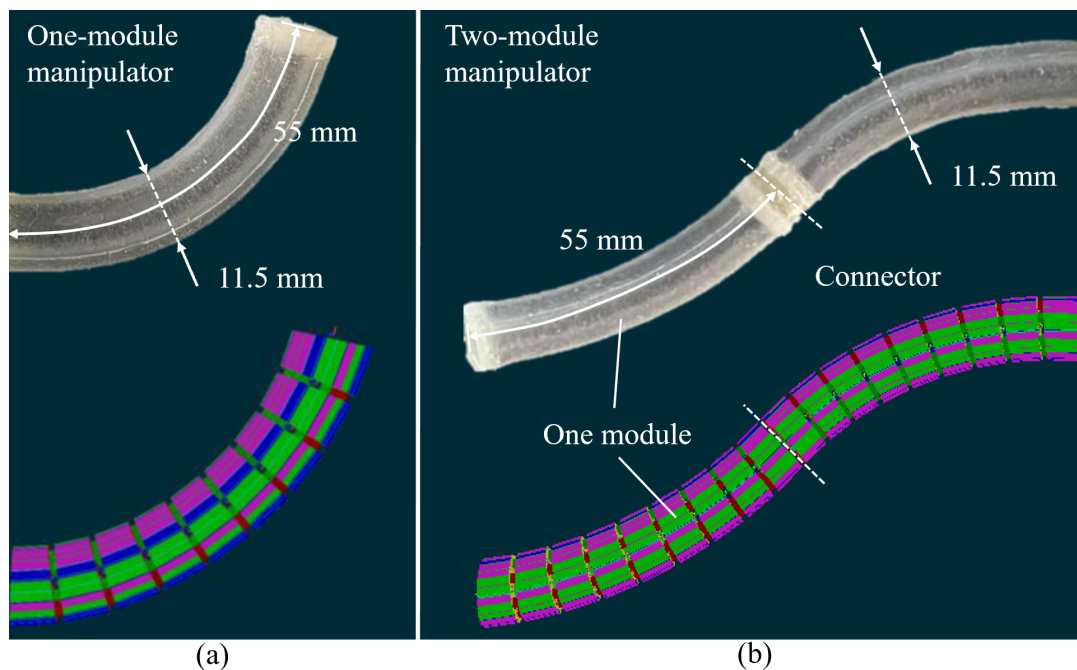 One-module
manipulator
55 mm
11.5 mm
(a)
Two-module
manipulator
11.5 mm
55 mm
Connector
One module
(b)